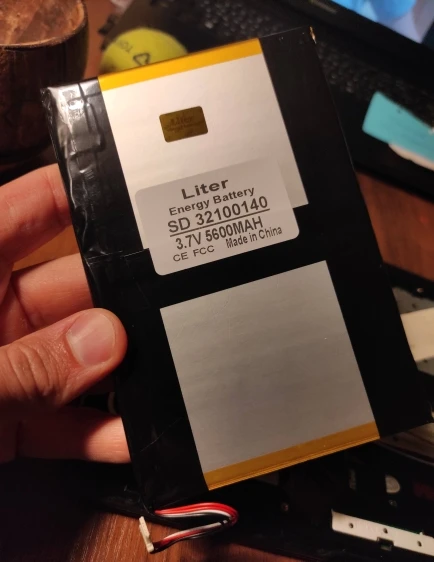 Liter
Energy Battery
SD 32100140
3.7V 5600MAH
CE FCC Made in China